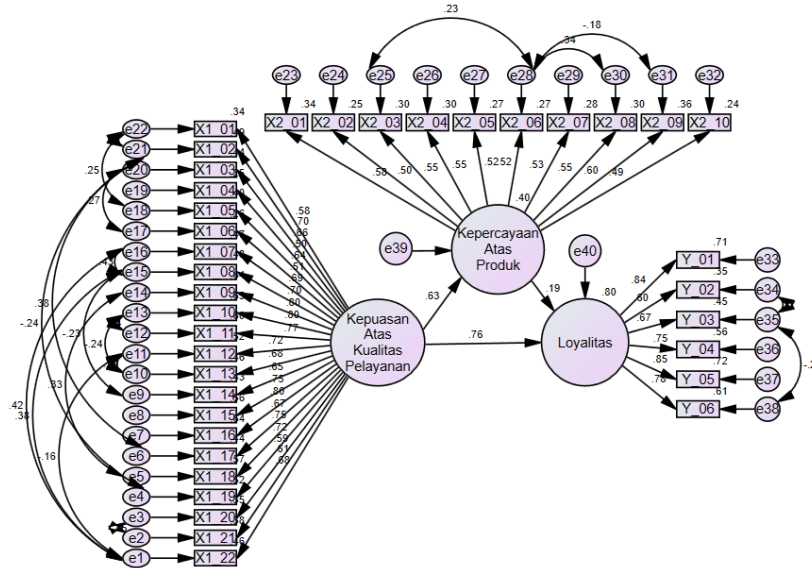 .23
-.18
.34
e23 e24 e25 e26 e27 e28 e29 e30 e31 e32
.34 .25 .30 .30 .27 .27 .28 .30 .36 .24
X2_01 X2_02 X2_03 X2_04 X2_05 X2_06 X2_07 X2_08 X2_09 X2_10
.58 .50 .55 .55 .52 .52 .53 .55 .60 .49
.40
Kepercayaan
Atas
Produk
e39
e40
.34
e22 X1_01
e21 X1_02
e20 X1_03
e19 X1_04
e18 X1_05
e17 X1_06
e16 X1_07
e15 X1_08
e14 X1_09
e13 X1_10
e12 X1_11
e11 X1_12
e10 X1_13
e9 X1_14
e8 X1_15
e7 X1_16
e6 X1_17
e5 X1_18
e4 X1_19
e3 X1_20
e2 X1_21
e1 X1_22
.25
.27
.38
-.24
-.23
-.24
.33
.42
.38
-.16
.58
.70
.66
.50
.54
.51
.69
.70
.80
.80
.77
.72
.68
.65
.75
.80
.67
.72
.59
.61
.68
Kepuasan
Atas
Kualitas
Pelayanan
.63
.19
.76
.80
Loyalitas
.84
.60
.67
.75
.85
.78
.71
Y_01 e33
.35
Y_02 e34
.45
Y_03 e35
.56
Y_04 e36
.72
Y_05 e37
.61
Y_06 e38